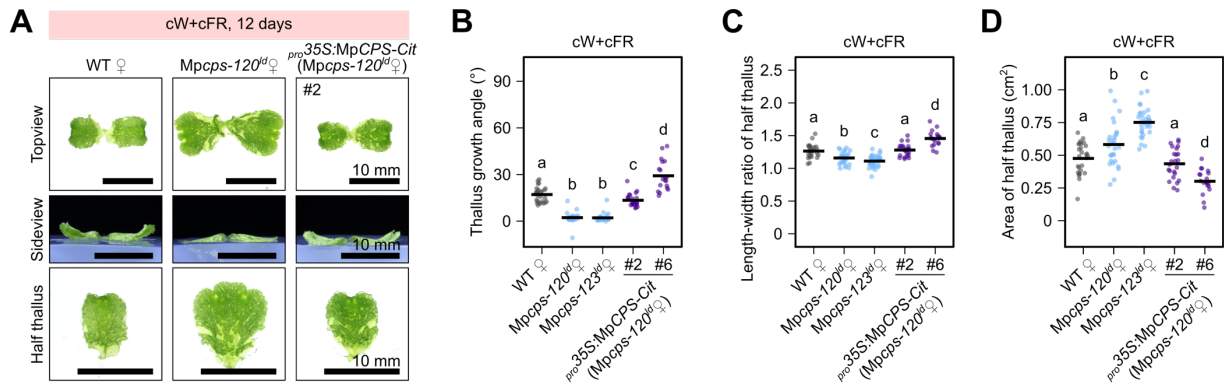 A
cW+cFR, 12 days
WT ♀
Mpcps-120ld♀
pro35S:MpCPS-Cit
(Mpcps-120ld♀)
Topview
#2
10 mm
Sideview
10 mm
Half thallus
10 mm
B
cW+cFR
Thallus growth angle (°)
90
60
30
0
a
b
b
c
d
WT ♀
Mpcps-120ld♀
Mpcps-123ld♀
#2
#6
pro35S:MpCPS-Cit
(Mpcps-120ld♀)
C
cW+cFR
Length-width ratio of half thallus
2.5
2.0
1.5
1.0
0.5
0
a
b
c
a
d
WT ♀
Mpcps-120ld♀
Mpcps-123ld♀
#2
#6
pro35S:MpCPS-Cit
(Mpcps-120ld♀)
D
cW+cFR
Area of half thallus (cm2)
1.00
0.75
0.50
0.25
0
a
b
c
a
d
WT ♀
Mpcps-120ld♀
Mpcps-123ld♀
#2
#6
pro35S:MpCPS-Cit
(Mpcps-120ld♀)